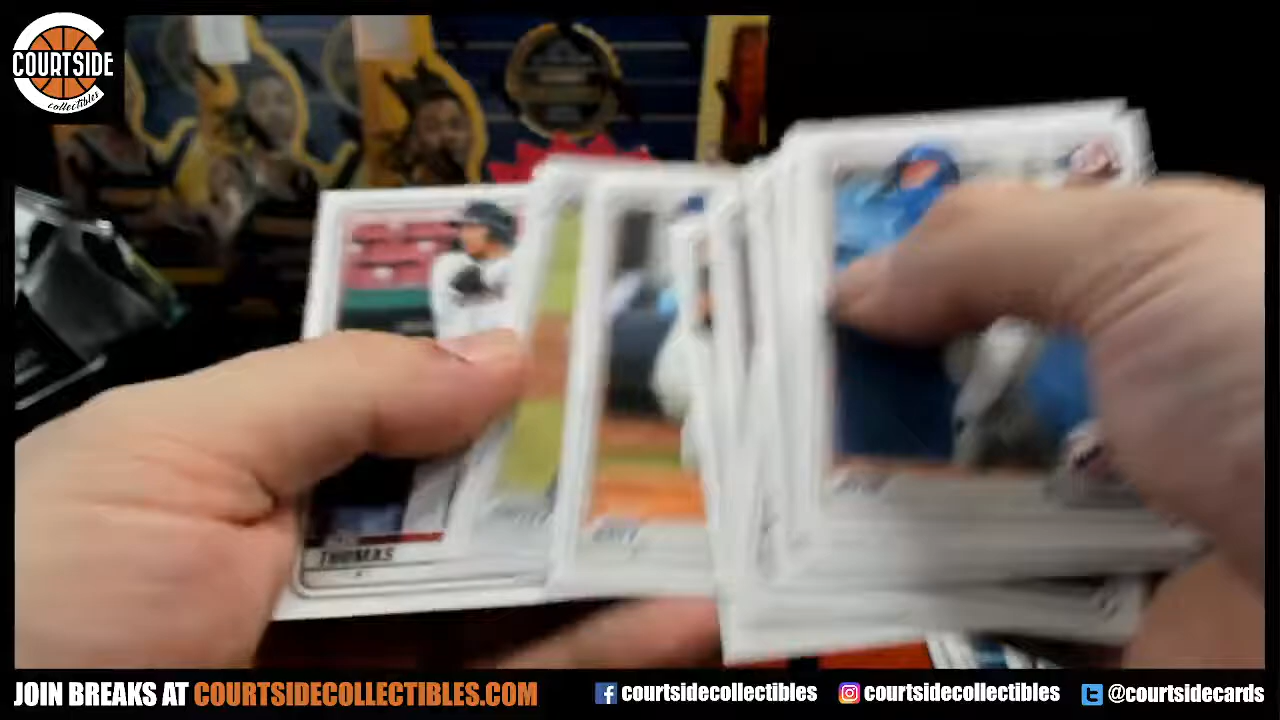 COURTSIDE
collectibles
THOMAS
JOIN BREAKS AT COURTSIDECOLLECTIBLES.COM
courtsidecollectibles
courtsidecollectibles
@courtsidecards